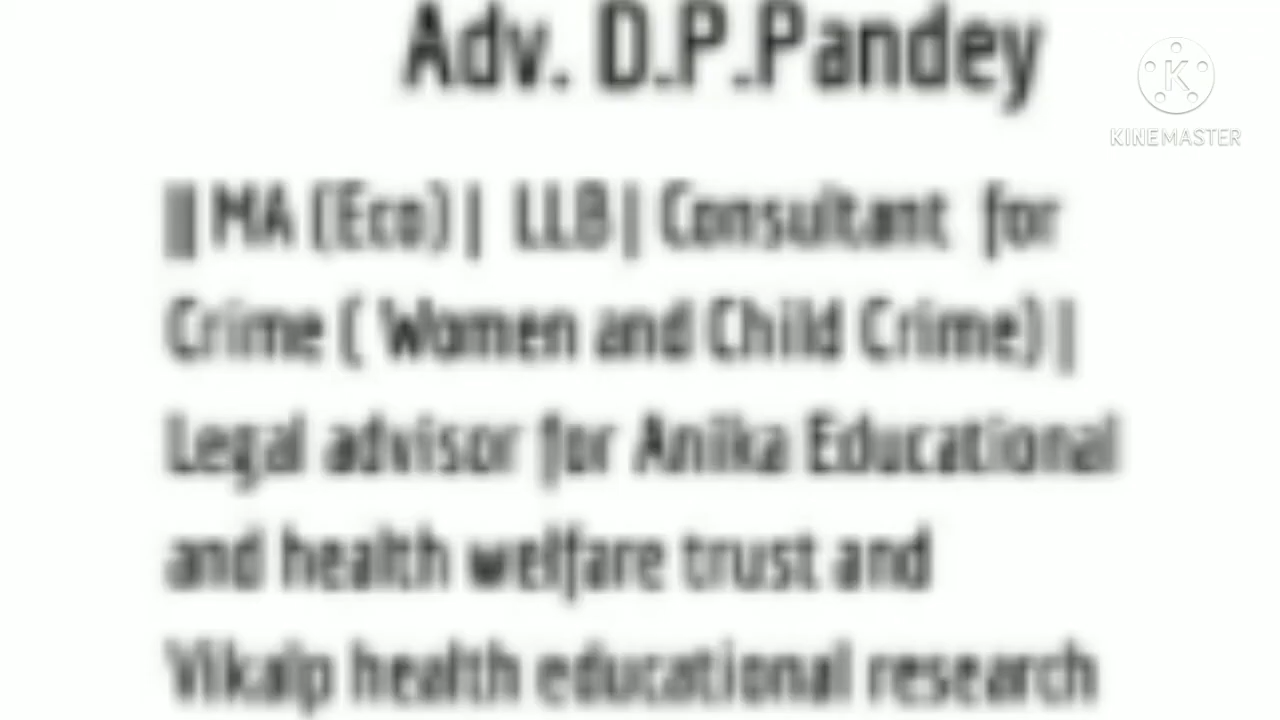 Adv. D.P.Pandey
K
KINEMASTER
|| MA (Eco) | LLB | Consultant for
Crime ( Women and Child Crime) |
Legal advisor for Anika Educational
and health welfare trust and
Vikalp health educational research